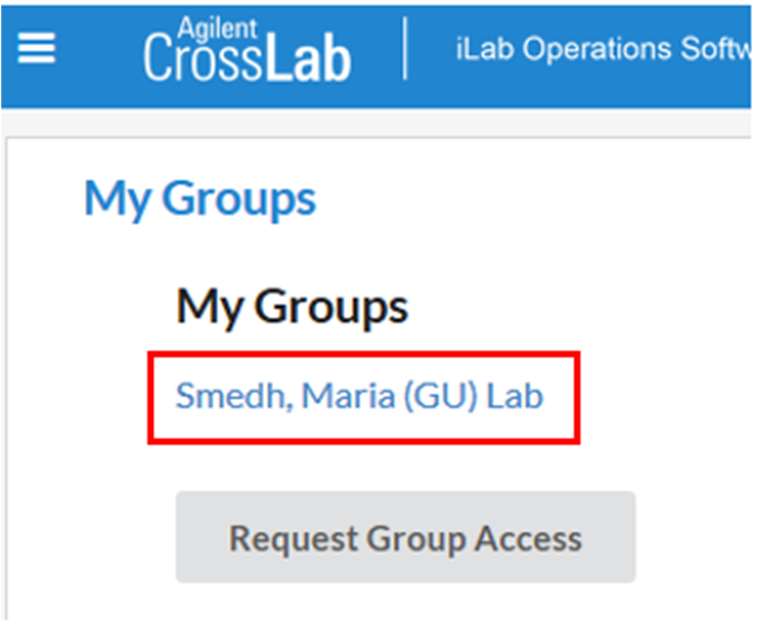 Agilent
CrossLab
iLab Operations Softw
My Groups
My Groups
Smedh, Maria (GU) Lab
Request Group Access